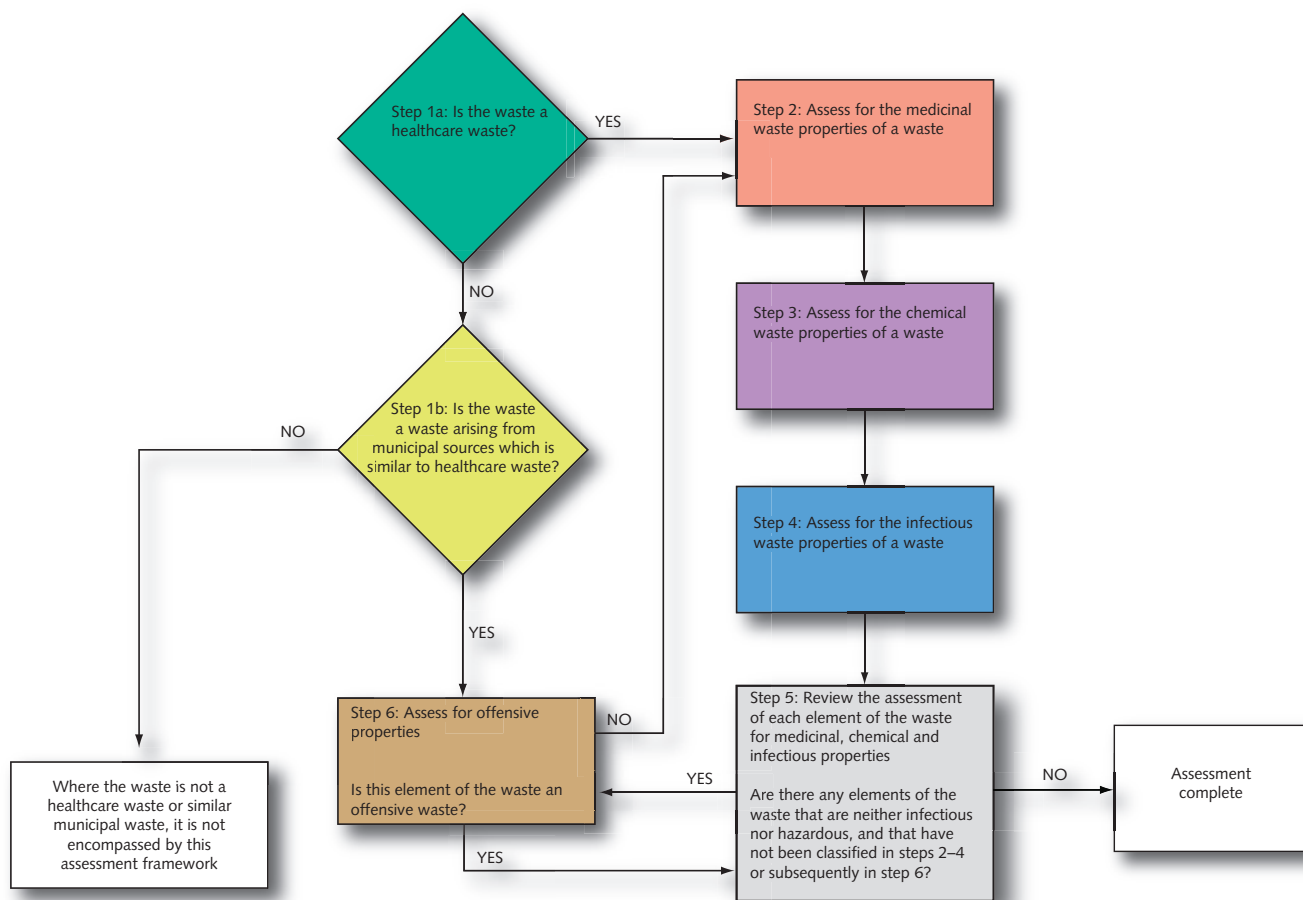 Step 1a: Is the waste a
healthcare waste?
YES
NO
Step 2: Assess for the medicinal
waste properties of a waste
Step 3: Assess for the chemical
waste properties of a waste
Step 4: Assess for the infectious
waste properties of a waste
Step 1b: Is the waste
a waste arising from
municipal sources which is
similar to healthcare waste?
NO
YES
Where the waste is not a
healthcare waste or similar
municipal waste, it is not
encompassed by this
assessment framework
Step 6: Assess for offensive
properties
Is this element of the waste an
offensive waste?
NO
YES
YES
Step 5: Review the assessment
of each element of the waste
for medicinal, chemical and
infectious properties
Are there any elements of the
waste that are neither infectious
nor hazardous, and that have
not been classified in steps 2–4
or subsequently in step 6?
NO
Assessment
complete